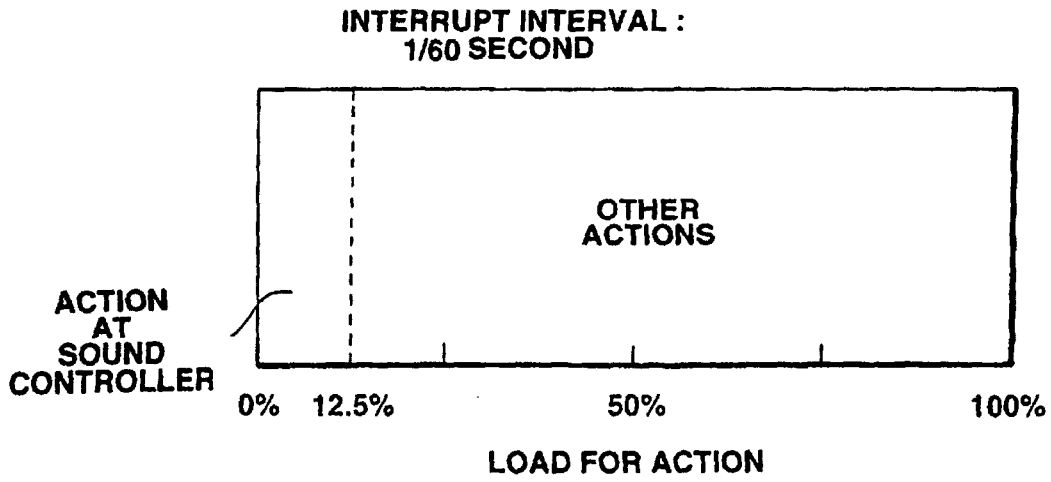 INTERRUPT INTERVAL :
1/60 SECOND
OTHER
ACTIONS
ACTION
AT
SOUND
CONTROLLER
0% 12.5% 50% 100%
LOAD FOR ACTION